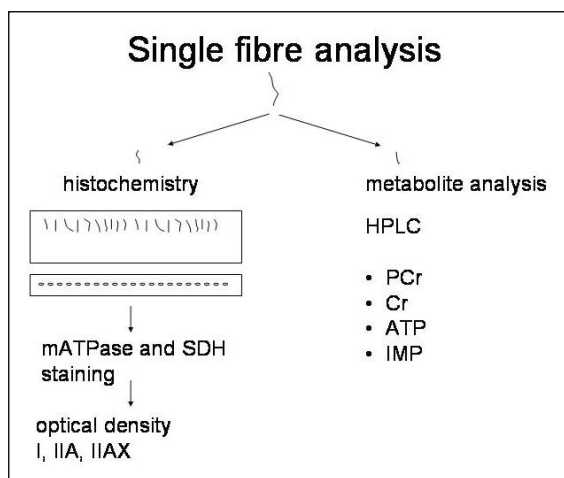 Single fibre analysis
histochemistry
mATPase and SDH
staining
optical density
I, IIA, IIAX
metabolite analysis
HPLC
• PCr
• Cr
• ATP
• IMP